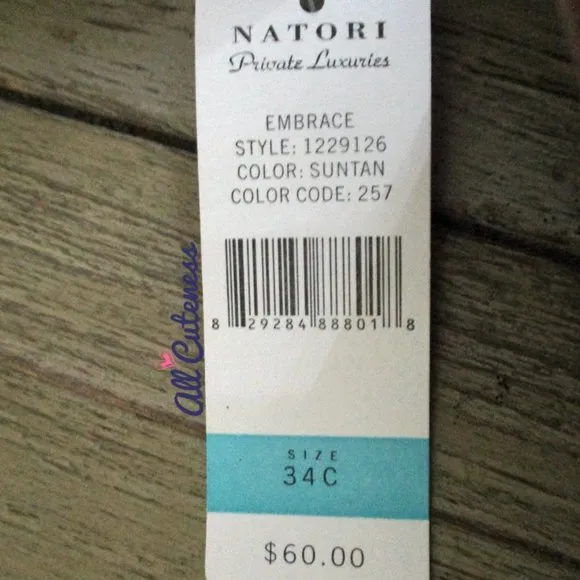 NATORI
Private Luxuries
EMBRACE
STYLE: 1229126
COLOR: SUNTAN
COLOR CODE: 257
8 29284 88801 8
SIZE
34C
$60.00
All Cuteness